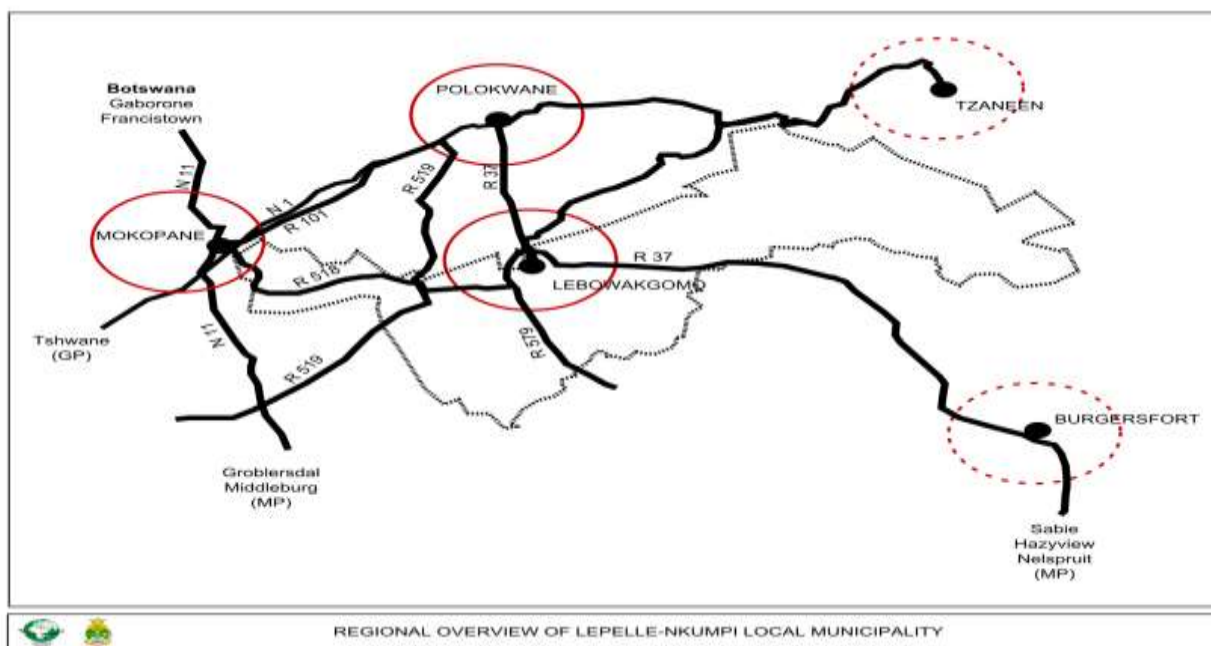 Botswana
Gaborone
Francistown
POLOKWANE
TZANEEN
N 11
R 519
R 37
N 1
R 101
MOKOPANE
R 518
R 37
LEBOWAKGOMO
Tshwane
(GP)
N 11
R 519
R 579
BURGERSFORT
Groblersdal
Middleburg
(MP)
Sabie
Hazyview
Nelspruit
(MP)
REGIONAL OVERVIEW OF LEPELLE-NKUMPI LOCAL MUNICIPALITY